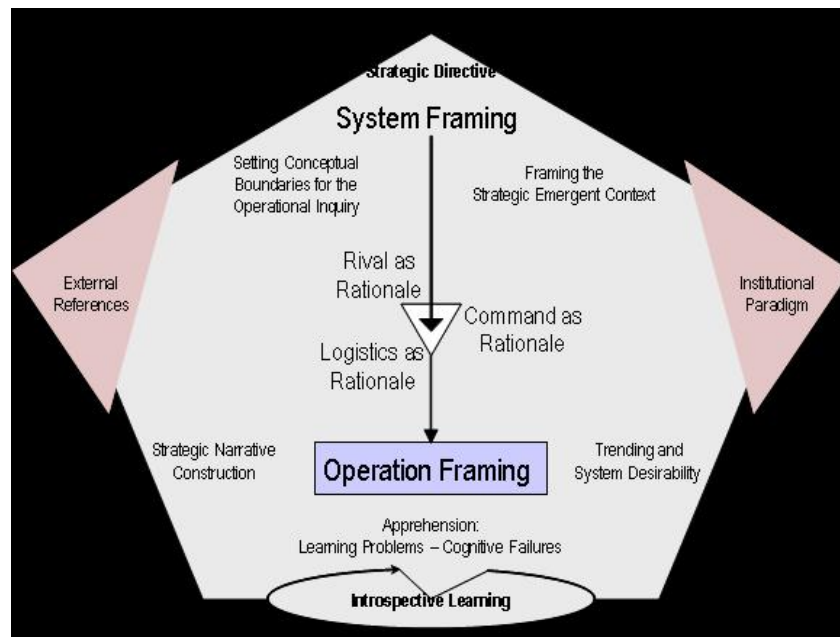 Strategic Directive
System Framing
Setting Conceptual
Boundaries for the
Operational Inquiry
Framing the
Strategic Emergent Context
External
References
Institutional
Paradigm
Rival as
Rationale
Command as
Rationale
Logistics as
Rationale
Strategic Narrative
Construction
Operation Framing
Trending and
System Desirability
Apprehension:
Learning Problems – Cognitive Failures
Introspective Learning